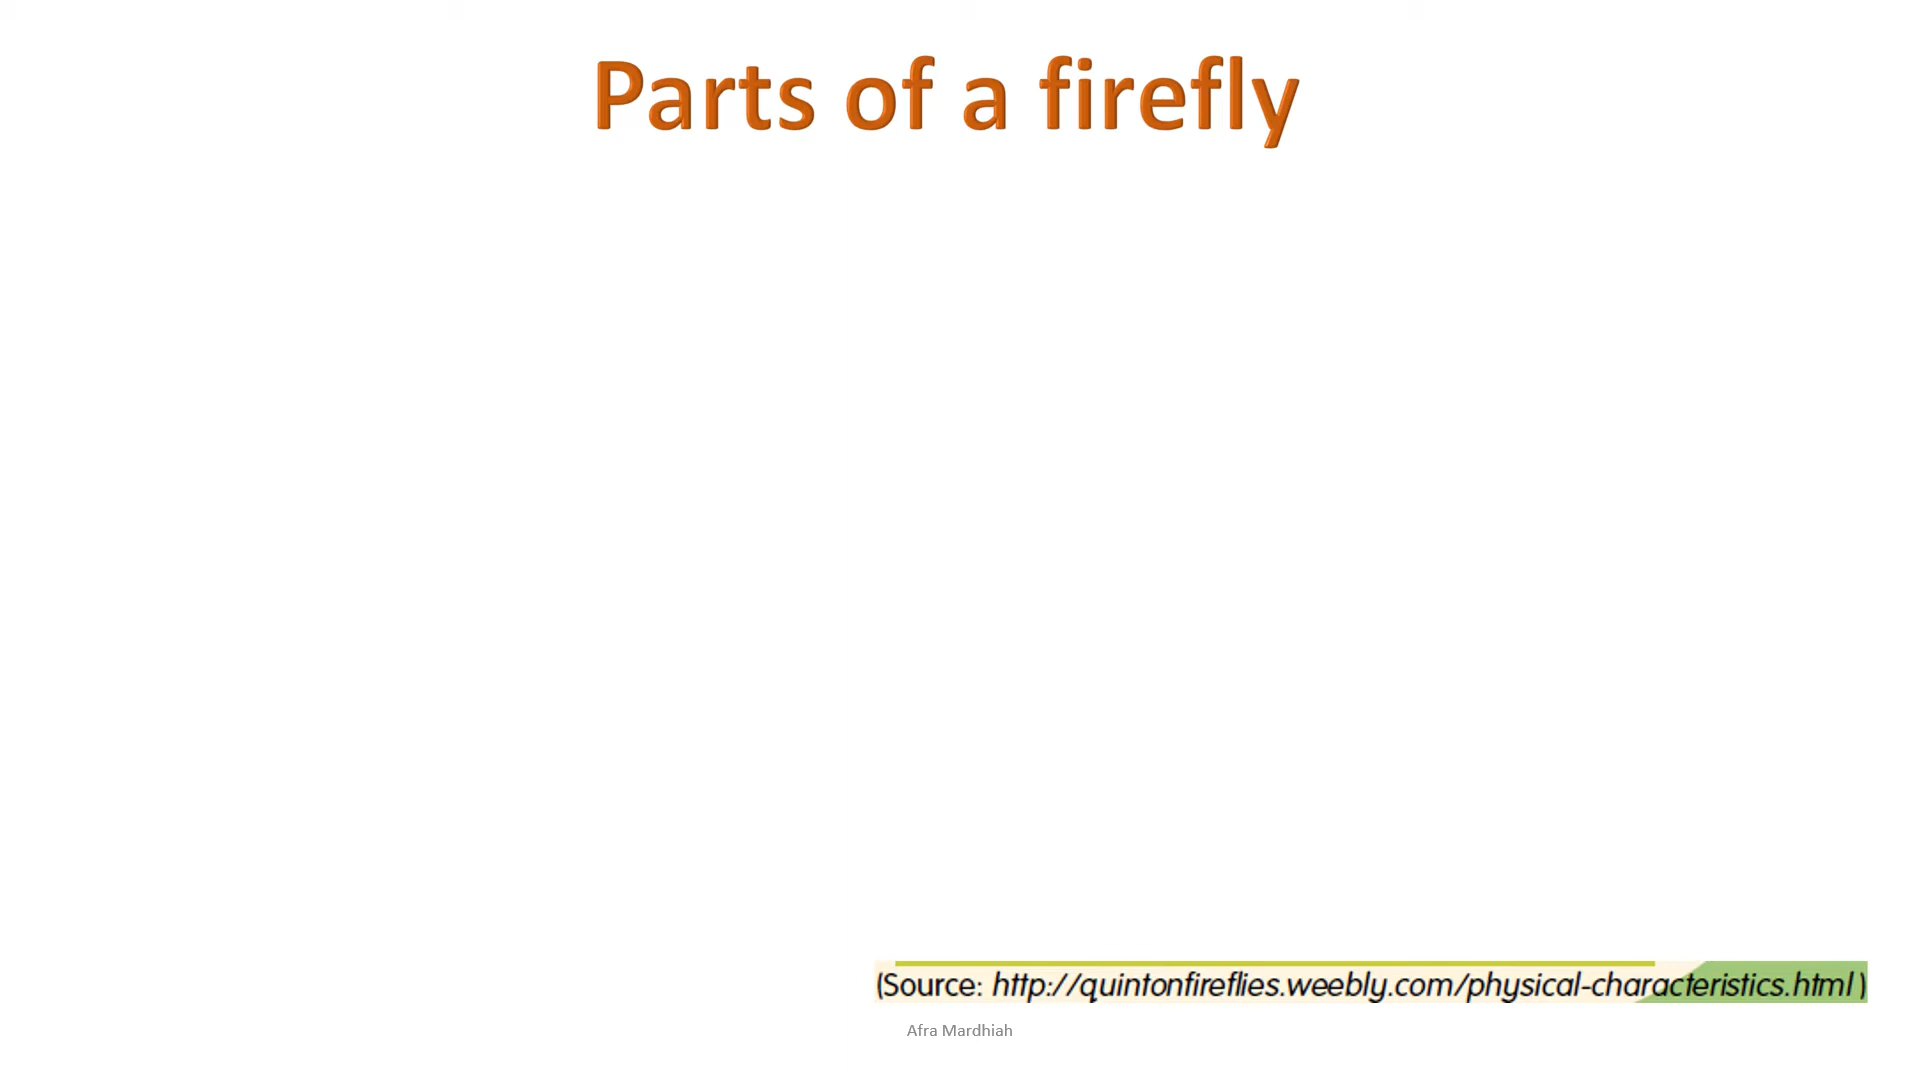 Parts of a firefly
(Source: http://quintonfireflies.weebly.com/physical-characteristics.html)
Afra Mardhiah